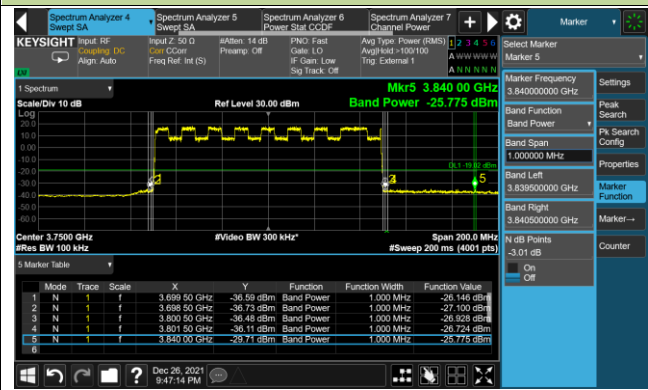 Spectrum Analyzer 4
Swept SA
Spectrum Analyzer 5
Swept SA
Spectrum Analyzer 6
Power Stat CCDF
Spectrum Analyzer 7
Channel Power
Marker
KEYSIGHT
Input: RF
Coupling: DC
Align: Auto
Input Z: 50 Ω
Corr CCorr
Freq Ref: Int (S)
#Atten: 14 dB
Preamp: Off
PNO: Fast
Gate: LO
IF Gain: Low
Sig Track: Off
Avg Type: Power (RMS)
Avg|Hold:>100/100
Trig: External 1
1 2 3 4 5 6
A W W W W W
A N N N N N
LXI
Select Marker
Marker 5
1 Spectrum
Scale/Div 10 dB
Ref Level 30.00 dBm
Mkr5 3.840 00 GHz
Band Power -25.775 dBm
Log
20.0
10.0
0.00
-10.0
-20.0
-30.0
-40.0
-50.0
-60.0
DL1 -19.02 dBm
2
4
5
Center 3.7500 GHz
#Res BW 100 kHz
#Video BW 300 kHz*
Span 200.0 MHz
#Sweep 200 ms (4001 pts)
5 Marker Table
Mode Trace Scale X Y Function Function Width Function Value
1 N 1 f 3.699 50 GHz -36.59 dBm Band Power 1.000 MHz -26.146 dBm
2 N 1 f 3.698 50 GHz -36.73 dBm Band Power 1.000 MHz -27.100 dBm
3 N 1 f 3.800 50 GHz -36.48 dBm Band Power 1.000 MHz -26.928 dBm
4 N 1 f 3.801 50 GHz -36.11 dBm Band Power 1.000 MHz -26.724 dBm
5 N 1 f 3.840 00 GHz -29.71 dBm Band Power 1.000 MHz -25.775 dBm
6
Marker Frequency
3.840000000 GHz
Band Function
Band Power
Band Span
1.000000 MHz
Band Left
3.839500000 GHz
Band Right
3.840500000 GHz
N dB Points
-3.01 dB
On
Off
Settings
Peak
Search
Pk Search
Config
Properties
Marker
Function
Marker→
Counter
?
Dec 26, 2021
9:47:14 PM